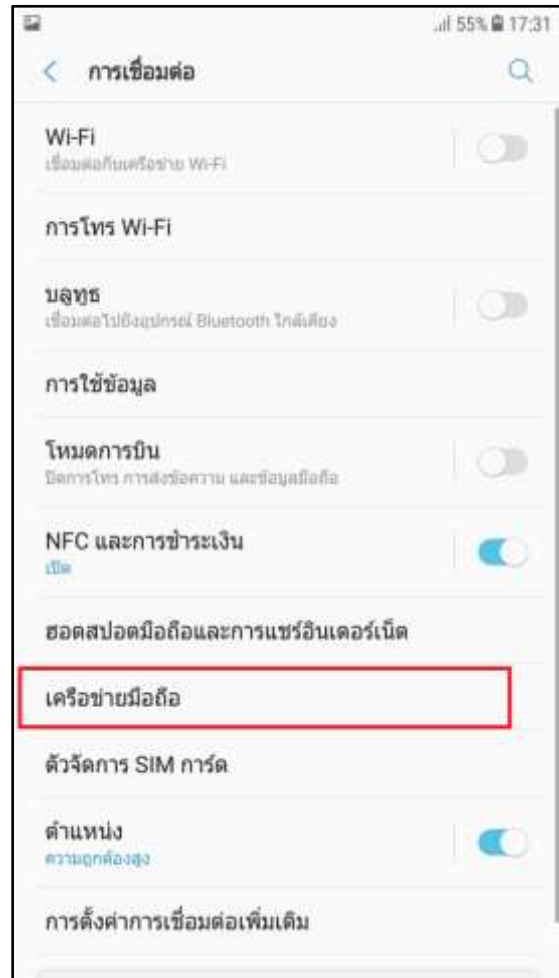 55% 17:31
การเชื่อมต่อ
Wi-Fi
เชื่อมต่อกับเครือข่าย Wi-Fi
การโทร Wi-Fi
บลูทูธ
เชื่อมต่อไปยังอุปกรณ์ Bluetooth ใกล้เคียง
การใช้ข้อมูล
โหมดการบิน
ปิดการโทร การส่งข้อความ และข้อมูลมือถือ
NFC และการชำระเงิน
เปิด
ฮอตสปอตมือถือและการแชร์อินเตอร์เน็ต
เครือข่ายมือถือ
ตัวจัดการ SIM การ์ด
ตำแหน่ง
ความถูกต้องสูง
การตั้งค่าการเชื่อมต่อเพิ่มเติม